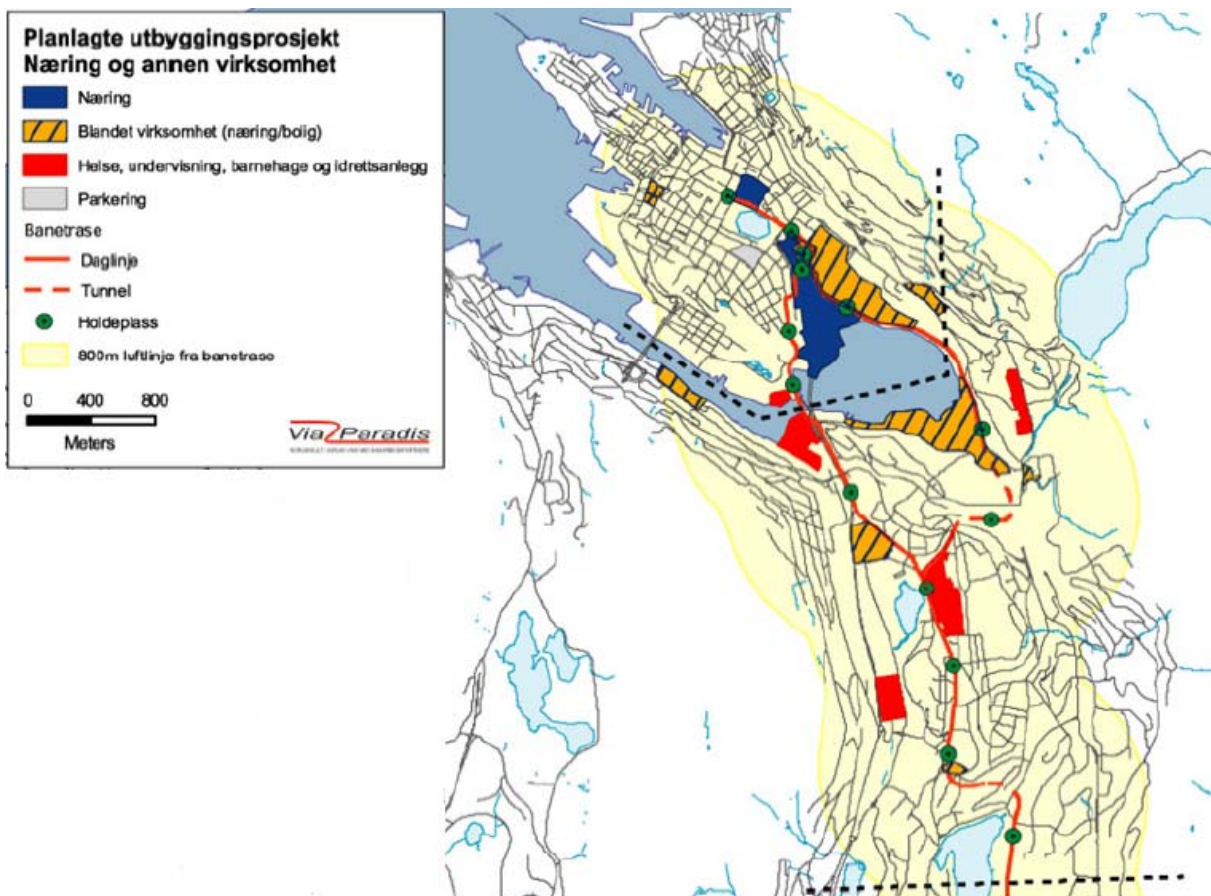 Planlagte utbyggingsprosjekt
Næring og annen virksomhet
Næring
Blandet virksomhet (næring/bolig)
Helse, undervisning, barnehage og idrettsanlegg
Parkering
Banetrase
Daglinje
Tunnel
Holdeplass
800m luftlinje fra banetrase
0 400 800
Meters
Via Paradis